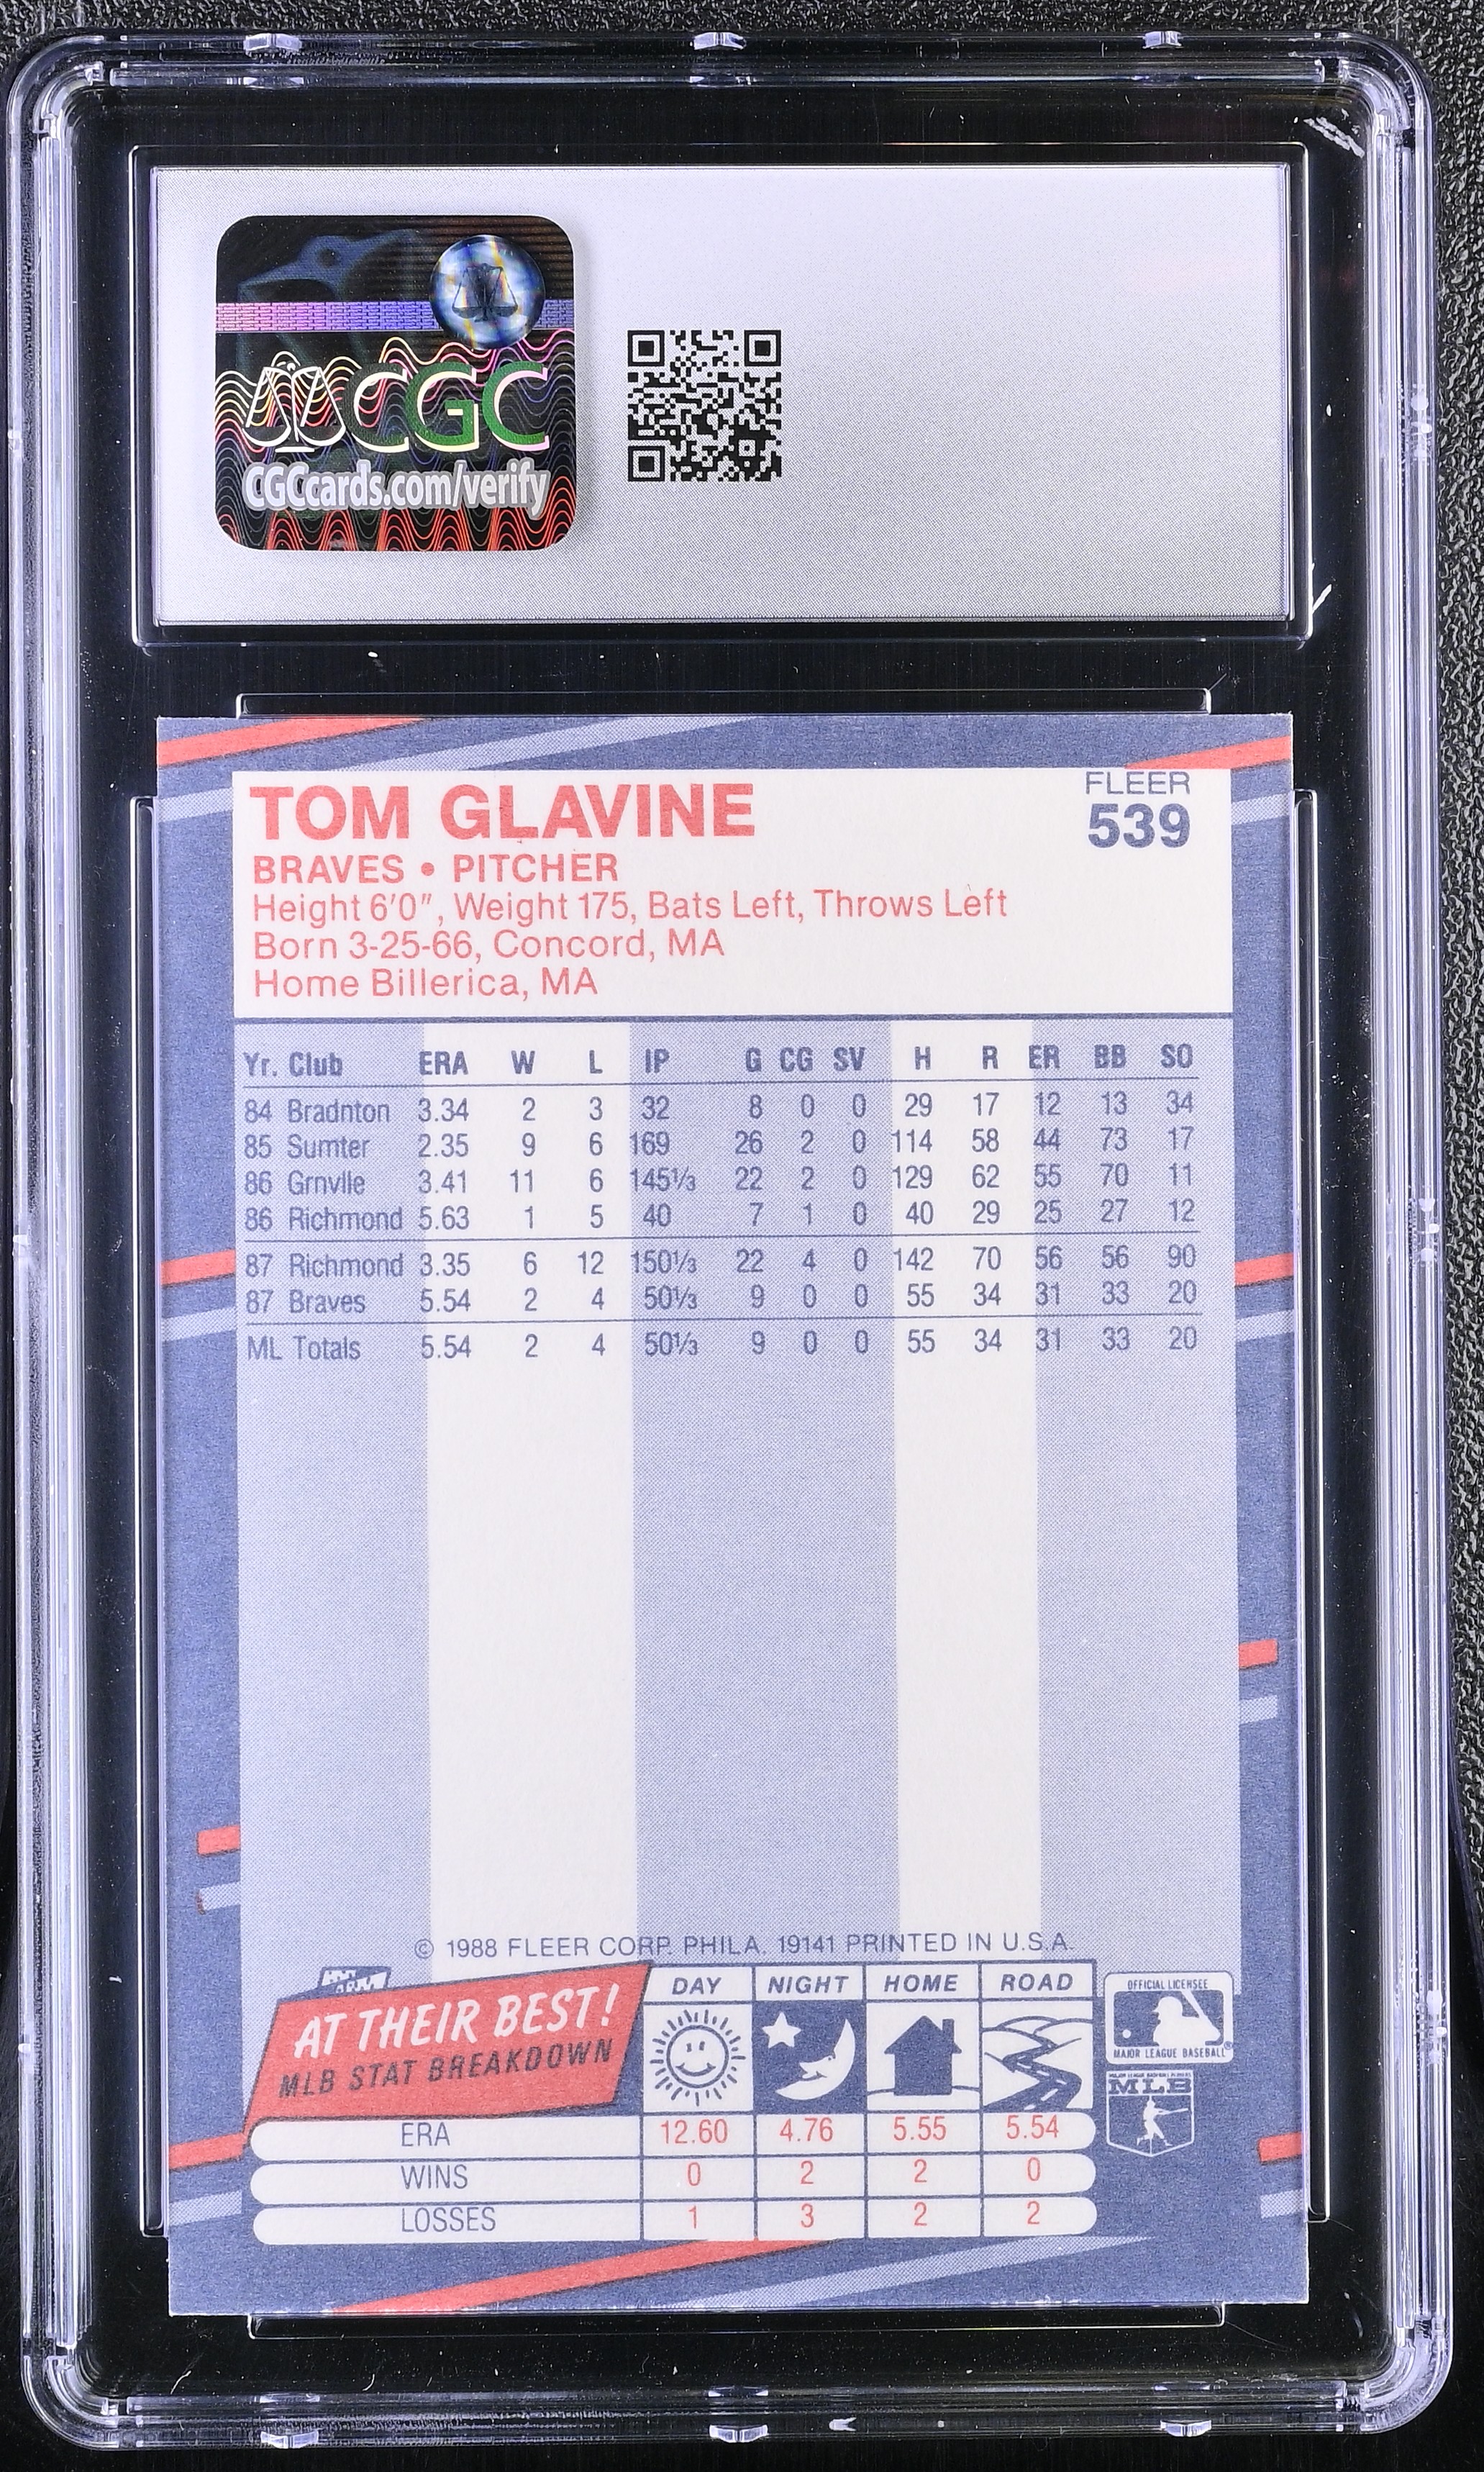 CGC
CGCcards.com/verify
TOM GLAVINE
FLEER
539
BRAVES • PITCHER
Height 6'0", Weight 175, Bats Left, Throws Left
Born 3-25-66, Concord, MA
Home Billerica, MA
Yr. Club ERA W L IP G CG SV H R ER BB SO
84 Bradnton 3.34 2 3 32 8 0 0 29 17 12 13 34
85 Sumter 2.35 9 6 169 26 2 0 114 58 44 73 17
86 Grnvlle 3.41 11 6 145⅓ 22 2 0 129 62 55 70 11
86 Richmond 5.63 1 5 40 7 1 0 40 29 25 27 12
87 Richmond 3.35 6 12 150⅓ 22 4 0 142 70 56 56 90
87 Braves 5.54 2 4 50⅓ 9 0 0 55 34 31 33 20
ML Totals 5.54 2 4 50⅓ 9 0 0 55 34 31 33 20
© 1988 FLEER CORP. PHILA. 19141 PRINTED IN U.S.A.
AT THEIR BEST!
MLB STAT BREAKDOWN
DAY NIGHT HOME ROAD
ERA 12.60 4.76 5.55 5.54
WINS 0 2 2 0
LOSSES 1 3 2 2
OFFICIAL LICENSEE
MAJOR LEAGUE BASEBALL®
MAJOR LEAGUE BASEBALL PLAYERS
MLB